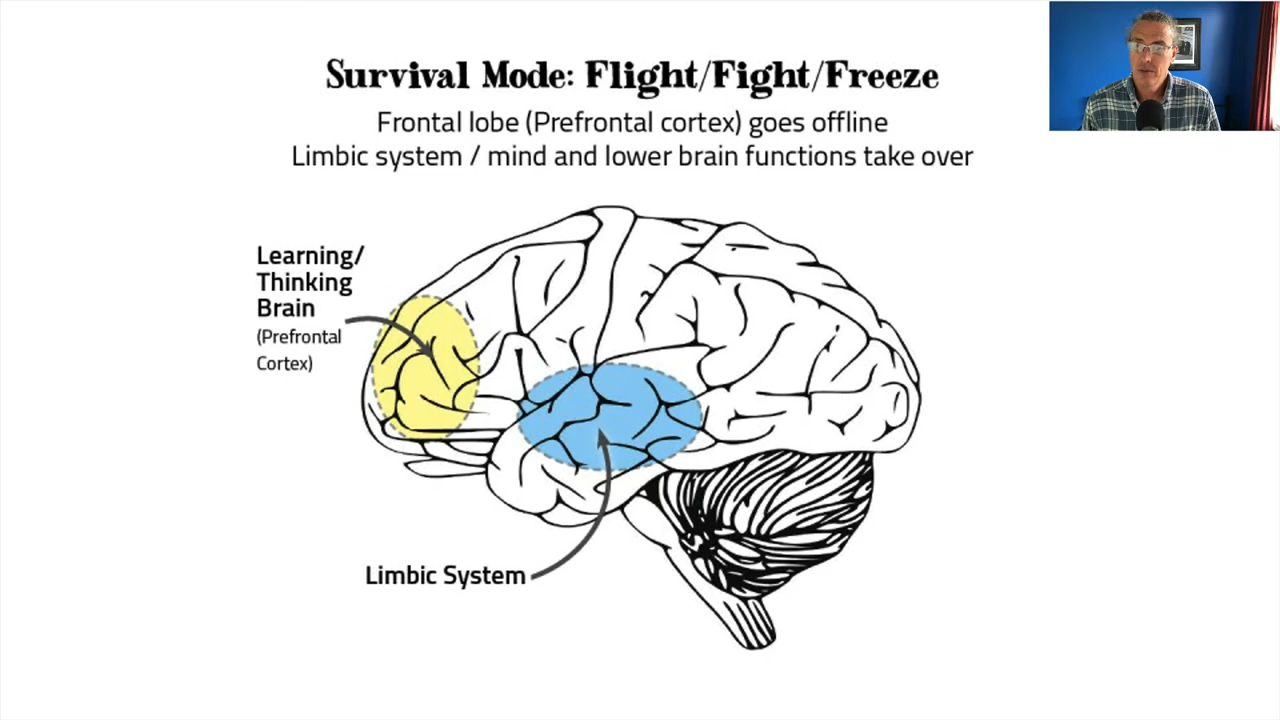 Survival Mode: Flight/Fight/Freeze
Frontal lobe (Prefrontal cortex) goes offline
Limbic system / mind and lower brain functions take over
Learning/
Thinking
Brain
(Prefrontal
Cortex)
Limbic System